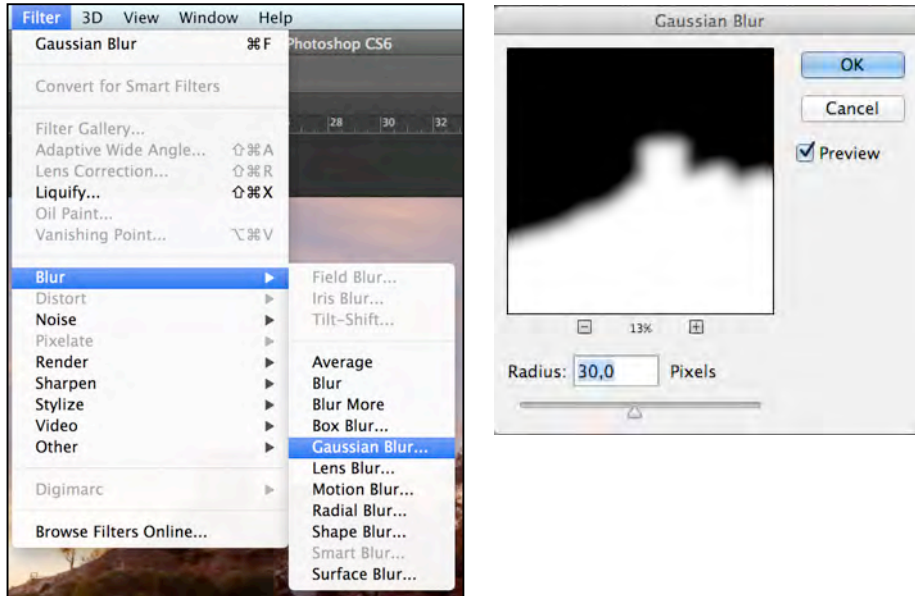 Filter 3D View Window Help
Gaussian Blur ⌘F Photoshop CS6
Convert for Smart Filters
28 30 32
Filter Gallery...
Adaptive Wide Angle... ⇧⌘A
Lens Correction... ⇧⌘R
Liquify... ⇧⌘X
Oil Paint...
Vanishing Point... ⌥⌘V
Blur
Distort
Noise
Pixelate
Render
Sharpen
Stylize
Video
Other
Digimarc
Browse Filters Online...
Field Blur...
Iris Blur...
Tilt-Shift...
Average
Blur
Blur More
Box Blur...
Gaussian Blur...
Lens Blur...
Motion Blur...
Radial Blur...
Shape Blur...
Smart Blur...
Surface Blur...
Gaussian Blur
OK
Cancel
Preview
13%
Radius: 30,0 Pixels